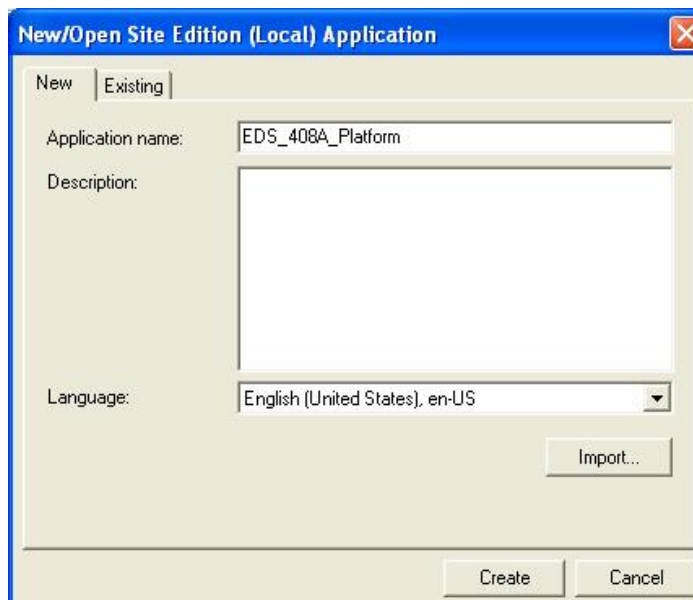 New/Open Site Edition (Local) Application
New Existing
Application name: EDS_408A_Platform
Description:
Language: English (United States), en-US
Import...
Create Cancel